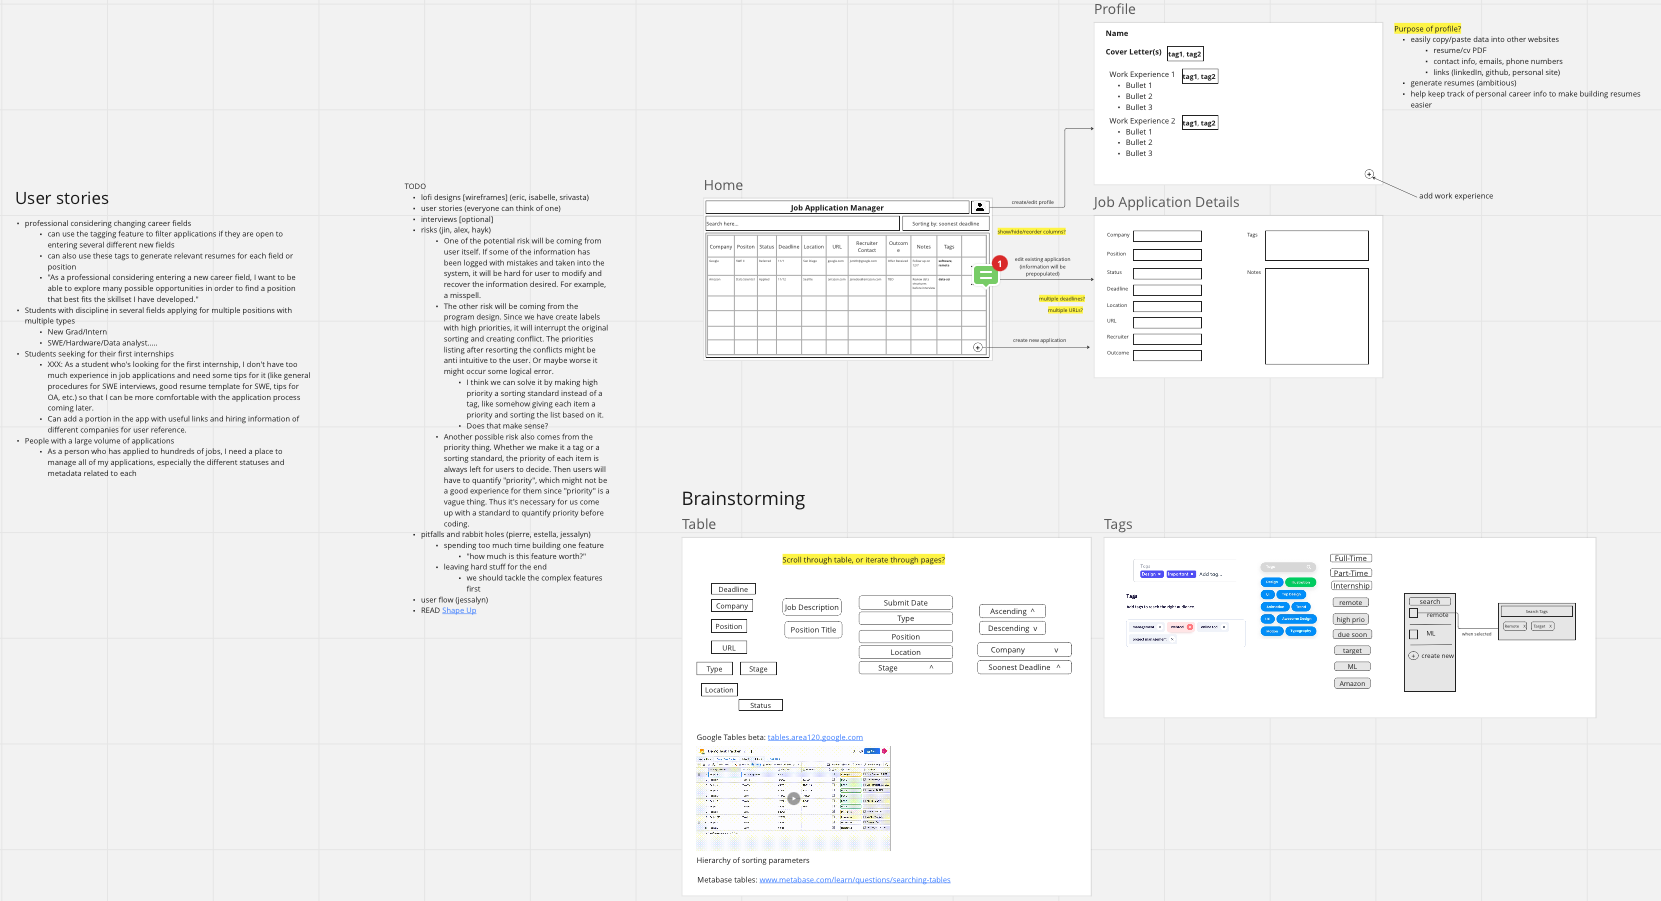 User stories
professional considering changing career fields
can use the tagging feature to filter applications if they are open to
entering several different new fields
can also use these tags to generate relevant resumes for each field or
position
"As a professional considering entering a new career field, I want to be
able to explore many possible opportunities in order to find a position
that best fits the skillset I have developed."
Students with discipline in several fields applying for multiple positions with
multiple types
New Grad/Intern
SWE/Hardware/Data analyst.....
Students seeking for their first internships
XXX: As a student who's looking for the first internship, I don't have too
much experience in job applications and need some tips for it (like general
procedures for SWE interviews, good resume template for SWE, tips for
OA, etc.) so that I can be more comfortable with the application process
coming later.
Can add a portion in the app with useful links and hiring information of
different companies for user reference.
People with a large volume of applications
As a person who has applied to hundreds of jobs, I need a place to
manage all of my applications, especially the different statuses and
metadata related to each
TODO
lofi designs [wireframes] (eric, isabelle, srivasta)
user stories (everyone can think of one)
interviews [optional]
risks (jin, alex, hayk)
One of the potential risk will be coming from
user itself. If some of the information has
been logged with mistakes and taken into the
system, it will be hard for user to modify and
recover the information desired. For example,
a misspell.
The other risk will be coming from the
program design. Since we have create labels
with high priorities, it will interrupt the original
sorting and creating conflict. The priorities
listing after resorting the conflicts might be
anti intuitive to the user. Or maybe worse it
might occur some logical error.
I think we can solve it by making high
priority a sorting standard instead of a
tag, like somehow giving each item a
priority and sorting the list based on it.
Does that make sense?
Another possible risk also comes from the
priority thing. Whether we make it a tag or a
sorting standard, the priority of each item is
always left for users to decide. Then users will
have to quantify "priority", which might not be
a good experience for them since "priority" is a
vague thing. Thus it's necessary for us come
up with a standard to quantify priority before
coding.
pitfalls and rabbit holes (pierre, estella, jessalyn)
spending too much time building one feature
"how much is this feature worth?"
leaving hard stuff for the end
we should tackle the complex features
first
user flow (jessalyn)
READ Shape Up
Home
Job Application Manager
Search here...
Sorting by: soonest deadline
Company Positon Status Deadline Location URL Recruiter Contact Outcome Notes Tags
Google
Amazon
1
create/edit profile
show/hide/reorder columns?
edit existing application
(information will be
prepopulated)
multiple deadlines?
multiple URLs?
create new application
Profile
Name
Cover Letter(s) tag1, tag2
Work Experience 1 tag1, tag2
Bullet 1
Bullet 2
Bullet 3
Work Experience 2 tag1, tag2
Bullet 1
Bullet 2
Bullet 3
add work experience
Purpose of profile?
easily copy/paste data into other websites
resume/cv PDF
contact info, emails, phone numbers
links (linkedIn, github, personal site)
generate resumes (ambitious)
help keep track of personal career info to make building resumes
easier
Job Application Details
Company
Position
Status
Deadline
Location
URL
Recruiter
Outcome
Tags
Notes
Brainstorming
Table
Scroll through table, or iterate through pages?
Deadline
Company
Position
URL
Type
Stage
Location
Status
Job Description
Position Title
Submit Date
Type
Position
Location
Stage ^
Ascending ^
Descending v
Company v
Soonest Deadline ^
Google Tables beta: tables.area120.google.com
Hierarchy of sorting parameters
Metabase tables: www.metabase.com/learn/questions/searching-tables
Tags
Tags
Design × Important × Add tag...
Tags
Add tags to reach the right audience
management ×
Full-Time
Part-Time
Internship
remote
high prio
due soon
target
ML
Amazon
search
remote
ML
create new
when selected
Search Tags
Remote X
Target X